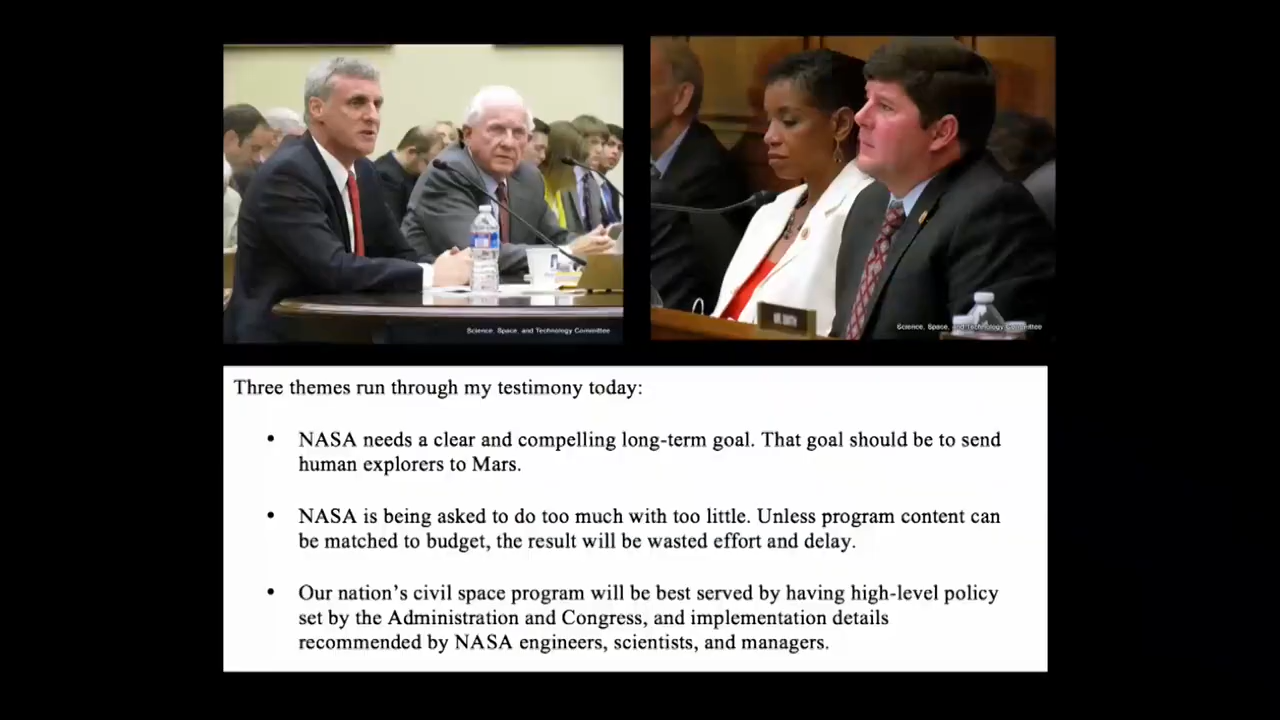 Science, Space, and Technology Committee
Science, Space, and Technology Committee
MR. SMITH
Three themes run through my testimony today:
• NASA needs a clear and compelling long-term goal. That goal should be to send
human explorers to Mars.
• NASA is being asked to do too much with too little. Unless program content can
be matched to budget, the result will be wasted effort and delay.
• Our nation's civil space program will be best served by having high-level policy
set by the Administration and Congress, and implementation details
recommended by NASA engineers, scientists, and managers.